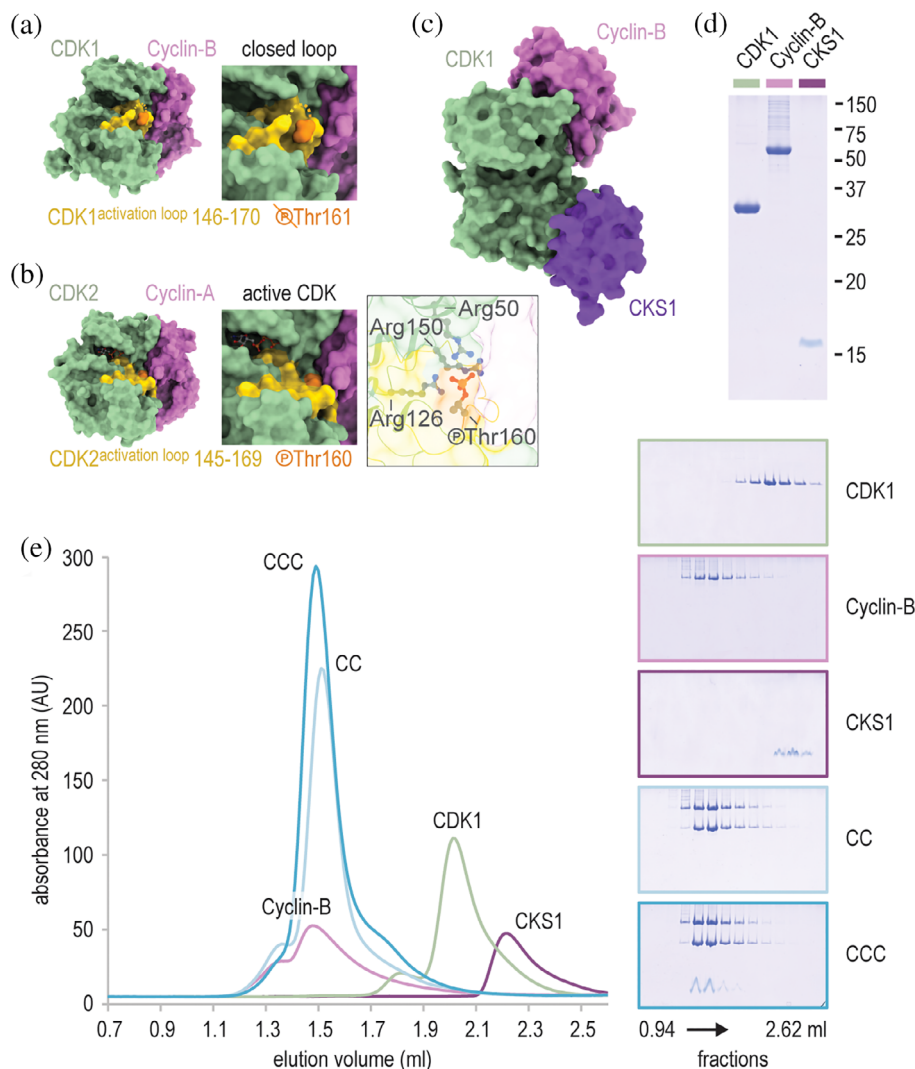 (a)
CDK1 Cyclin-B closed loop
CDK1activation loop 146-170 ⓅThr161
(b)
CDK2 Cyclin-A active CDK
Arg50
Arg150
Arg126
ⓅThr160
CDK2activation loop 145-169 ⓅThr160
(c)
CDK1
Cyclin-B
CKS1
(d)
CDK1 Cyclin-B CKS1
150
75
50
37
25
20
15
(e)
absorbance at 280 nm (AU)
300
250
200
150
100
50
0
CCC
CC
CDK1
Cyclin-B
CKS1
0.7 0.9 1.1 1.3 1.5 1.7 1.9 2.1 2.3 2.5
elution volume (ml)
CDK1
Cyclin-B
CKS1
CC
CCC
0.94 → 2.62 ml
fractions